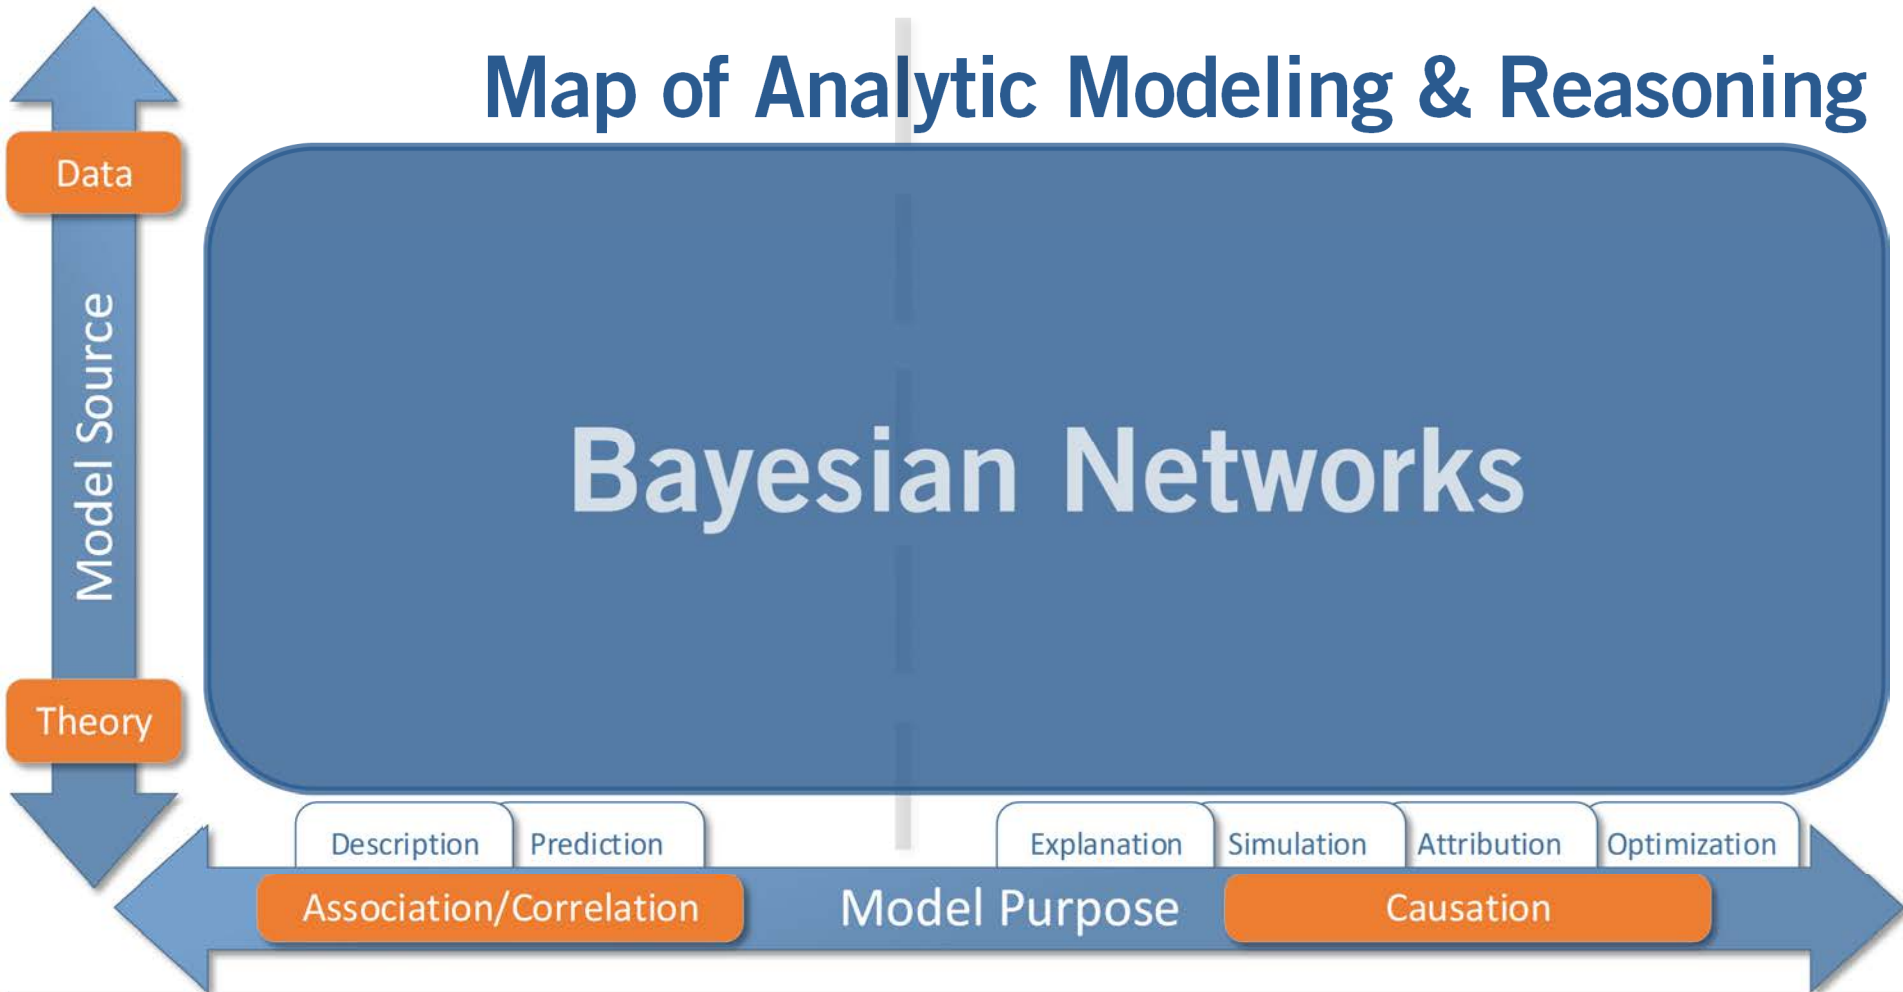 Map of Analytic Modeling & Reasoning
Data
Model Source
Theory
Bayesian Networks
Description
Prediction
Explanation
Simulation
Attribution
Optimization
Association/Correlation
Model Purpose
Causation